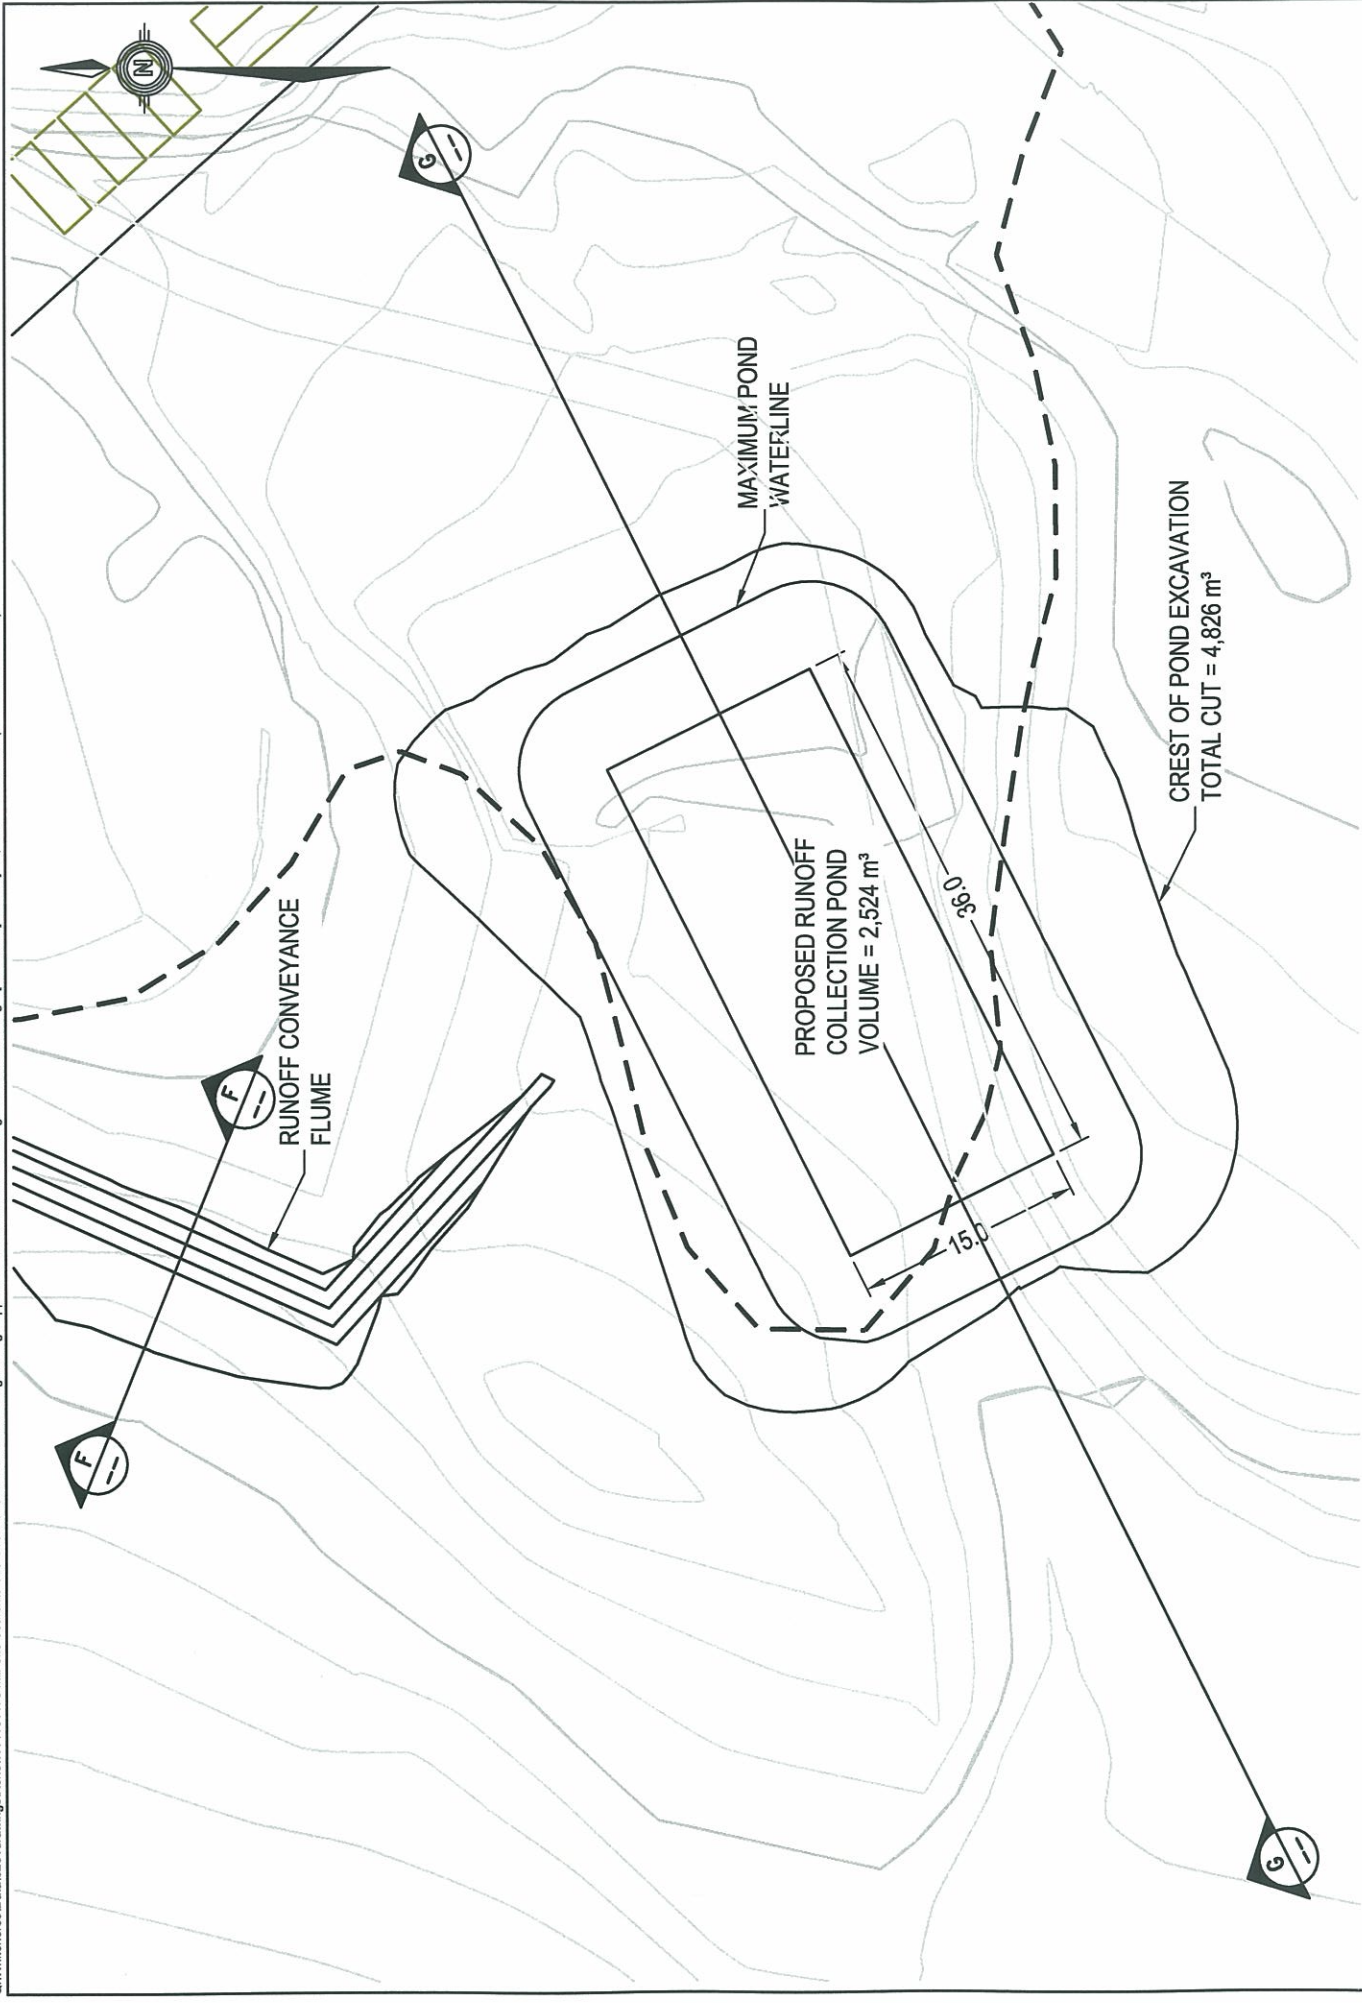 N
G
--
F
--
F
--
RUNOFF CONVEYANCE
FLUME
MAXIMUM POND
WATERLINE
PROPOSED RUNOFF
COLLECTION POND
VOLUME = 2,524 m³
36.0
15.0
CREST OF POND EXCAVATION
TOTAL CUT = 4,826 m³
G
--